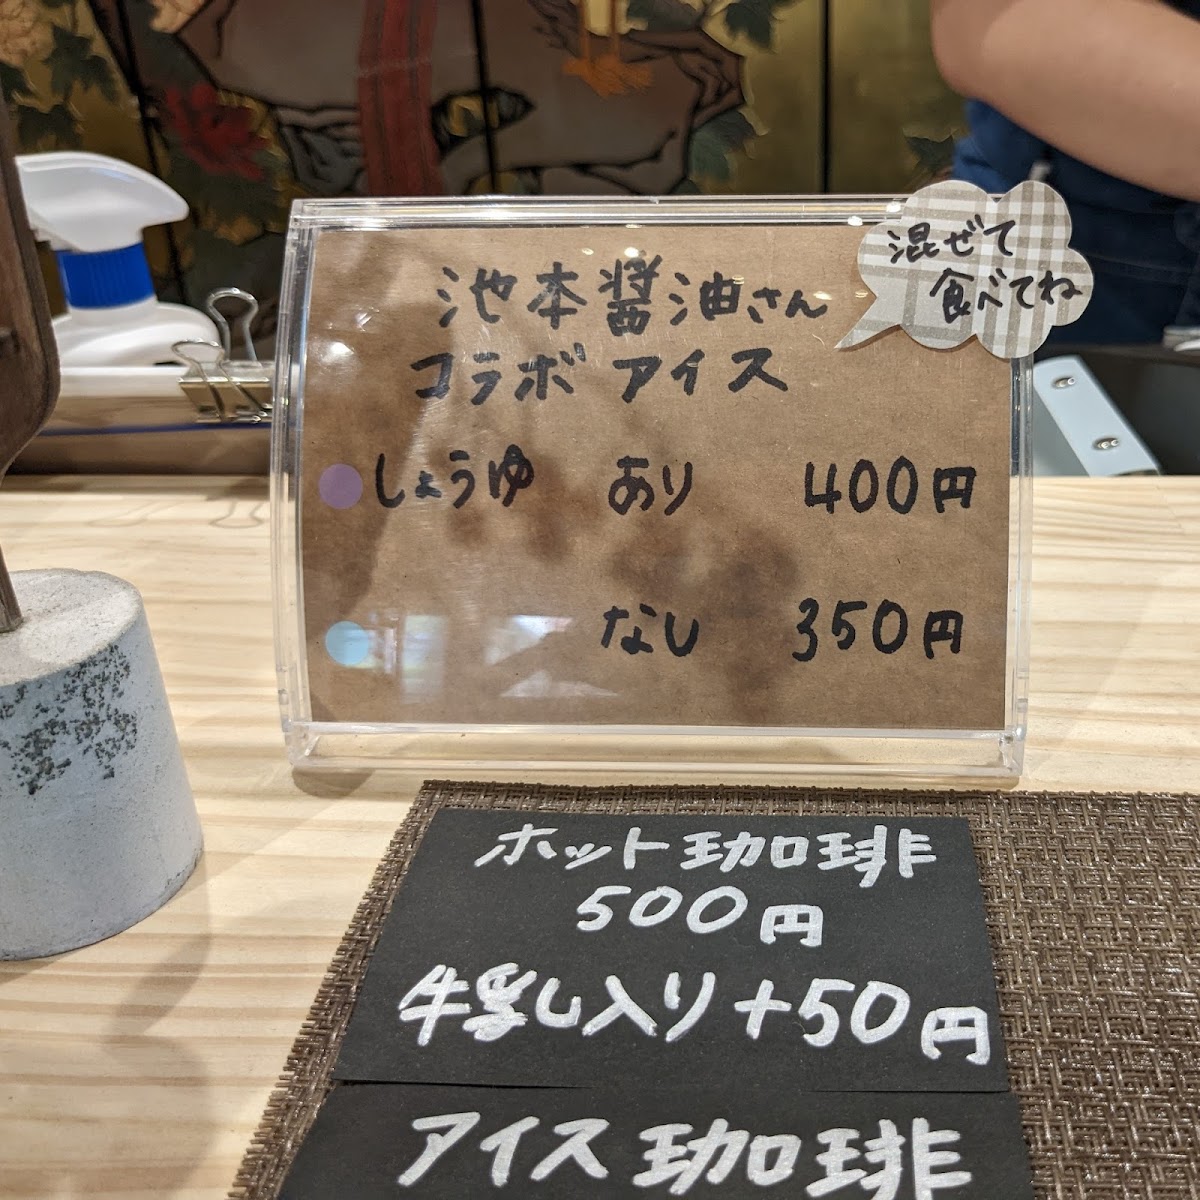 混ぜて
食べてね
池本醤油さん
コラボアイス
しょうゆ あり 400円
なし 350円
ホット珈琲
500円
牛乳入り+50円
アイス珈琲